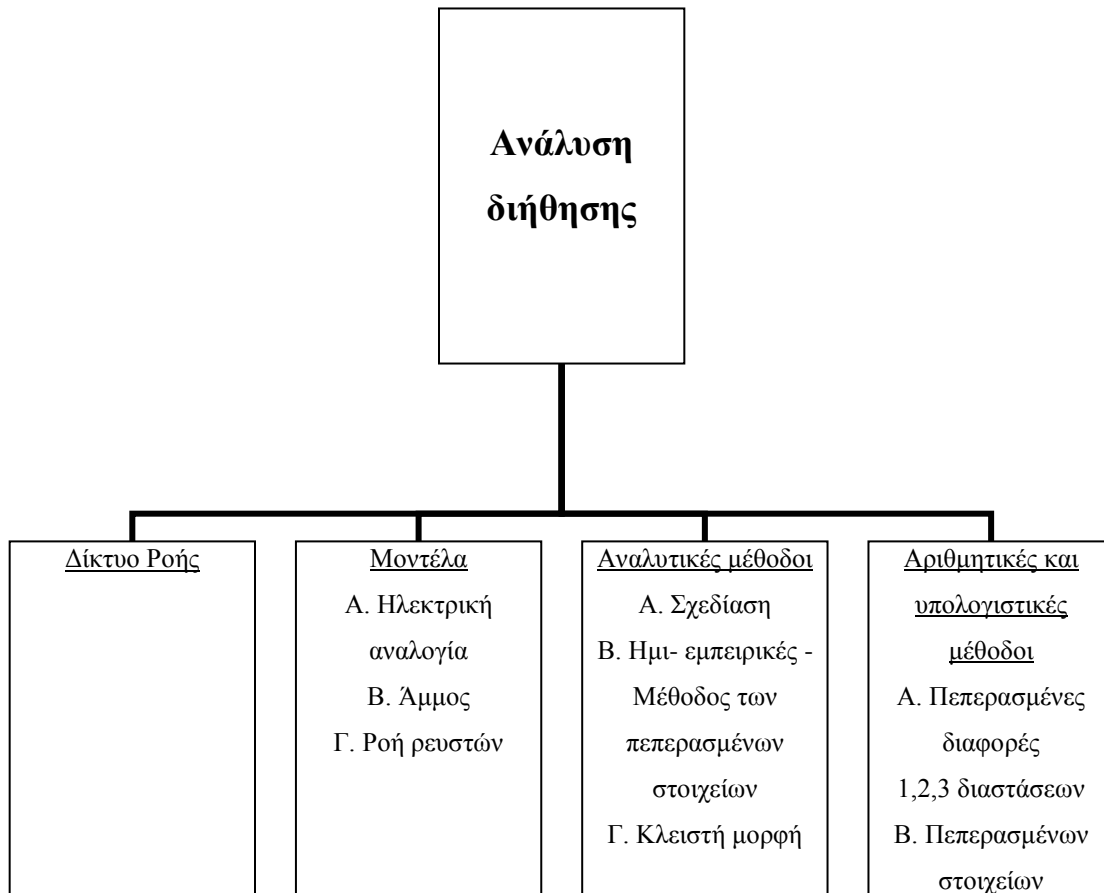 Ανάλυση
διήθησης
Δίκτυο Ροής
Μοντέλα
Α. Ηλεκτρική
αναλογία
Β. Άμμος
Γ. Ροή ρευστών
Αναλυτικές μέθοδοι
Α. Σχεδίαση
Β. Ημι- εμπειρικές -
Μέθοδος των
πεπερασμένων
στοιχείων
Γ. Κλειστή μορφή
Αριθμητικές και
υπολογιστικές
μέθοδοι
Α. Πεπερασμένες
διαφορές
1,2,3 διαστάσεων
Β. Πεπερασμένων
στοιχείων